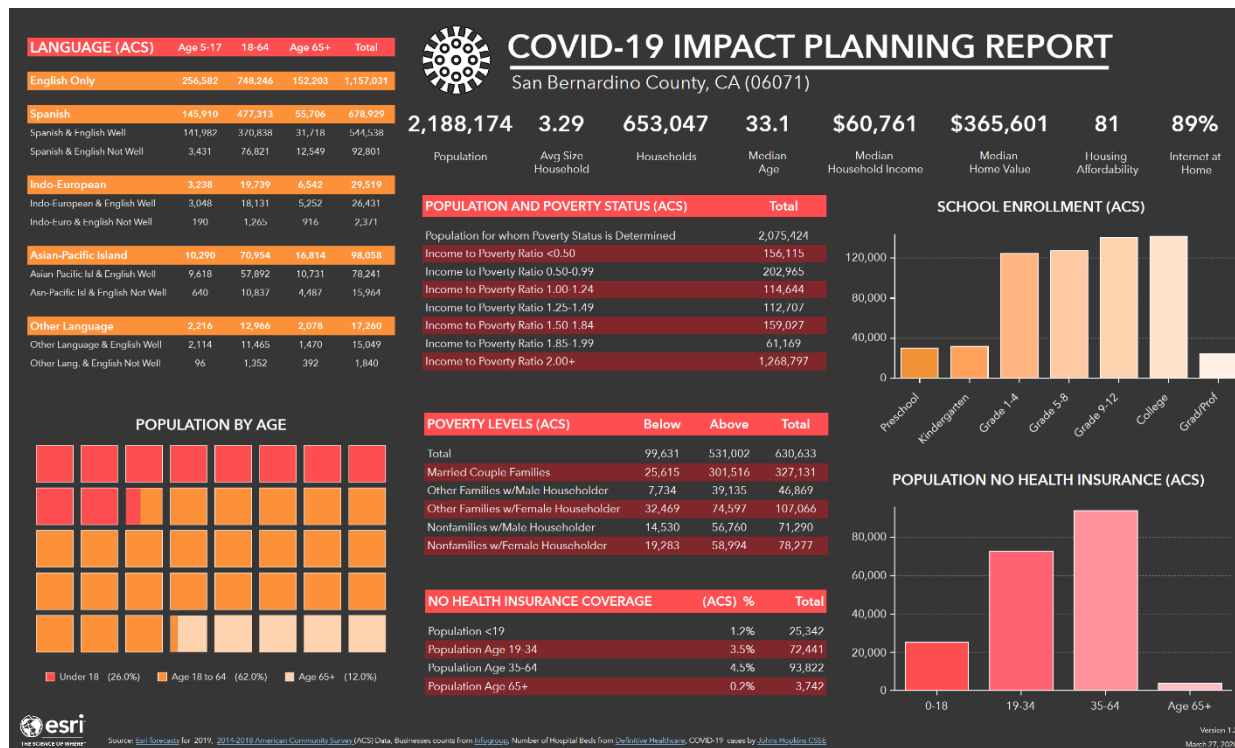 COVID-19 IMPACT PLANNING REPORT
San Bernardino County, CA (06071)
2,188,174 3.29 653,047 33.1 $60,761 $365,601 81 89%
Population Avg Size Household Households Median Age Median Household Income Median Home Value Housing Affordability Internet at Home
LANGUAGE (ACS) Age 5-17 18-64 Age 65+ Total
English Only 256,582 748,246 152,203 1,157,031
Spanish 145,910 477,313 55,706 678,929
Spanish & English Well 141,982 370,838 31,718 544,538
Spanish & English Not Well 3,431 76,821 12,549 92,801
Indo-European 3,238 19,739 6,542 29,519
Indo-European & English Well 3,048 18,131 5,252 26,431
Indo-Euro & English Not Well 190 1,265 916 2,371
Asian-Pacific Island 10,290 70,954 16,814 98,058
Asian Pacific Isl & English Well 9,618 57,892 10,731 78,241
Asn-Pacific Isl & English Not Well 640 10,837 4,487 15,964
Other Language 2,216 12,966 2,078 17,260
Other Language & English Well 2,114 11,465 1,470 15,049
Other Lang. & English Not Well 96 1,352 392 1,840
POPULATION BY AGE
Under 18 (26.0%) Age 18 to 64 (62.0%) Age 65+ (12.0%)
POPULATION AND POVERTY STATUS (ACS) Total
Population for whom Poverty Status is Determined 2,075,424
Income to Poverty Ratio <0.50 156,115
Income to Poverty Ratio 0.50-0.99 202,965
Income to Poverty Ratio 1.00-1.24 114,644
Income to Poverty Ratio 1.25-1.49 112,707
Income to Poverty Ratio 1.50-1.84 159,027
Income to Poverty Ratio 1.85-1.99 61,169
Income to Poverty Ratio 2.00+ 1,268,797
POVERTY LEVELS (ACS) Below Above Total
Total 99,631 531,002 630,633
Married Couple Families 25,615 301,516 327,131
Other Families w/Male Householder 7,734 39,135 46,869
Other Families w/Female Householder 32,469 74,597 107,066
Nonfamilies w/Male Householder 14,530 56,760 71,290
Nonfamilies w/Female Householder 19,283 58,994 78,277
NO HEALTH INSURANCE COVERAGE (ACS) % Total
Population <19 1.2% 25,342
Population Age 19-34 3.5% 72,441
Population Age 35-64 4.5% 93,822
Population Age 65+ 0.2% 3,742
SCHOOL ENROLLMENT (ACS)
120,000
80,000
40,000
0
Preschool Kindergarten Grade 1-4 Grade 5-8 Grade 9-12 College Grad/Prof
POPULATION NO HEALTH INSURANCE (ACS)
80,000
60,000
40,000
20,000
0
0-18 19-34 35-64 Age 65+
esri
THE SCIENCE OF WHERE
Source: Esri forecasts for 2019, 2014-2018 American Community Survey (ACS) Data, Businesses counts from Infogroup, Number of Hospital Beds from Definitive Healthcare, COVID-19 cases by Johns Hopkins CSSE
Version 1.
March 27, 202